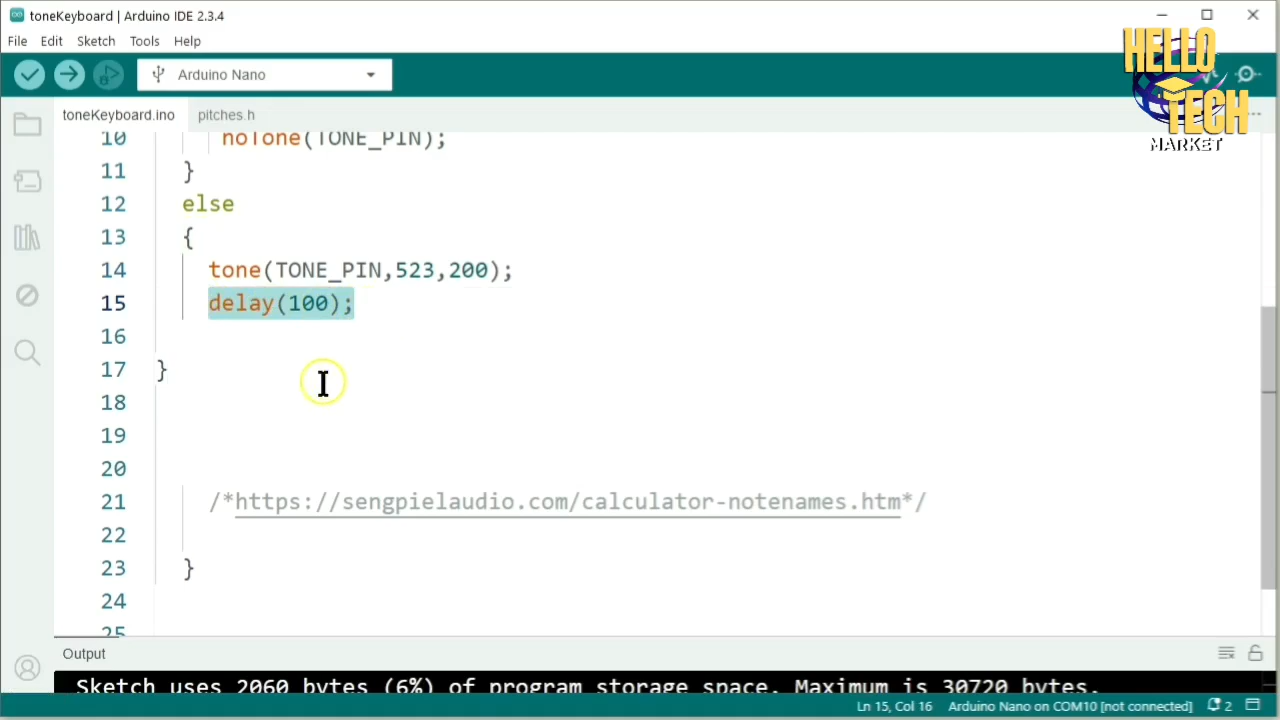 toneKeyboard | Arduino IDE 2.3.4
File Edit Sketch Tools Help
Arduino Nano
HELLO
TECH
MARKET
toneKeyboard.ino pitches.h
10 noTone(TONE_PIN);
11 }
12 else
13 {
14 tone(TONE_PIN,523,200);
15 delay(100);
16
17 }
18
19
20
21 /*https://sengpielaudio.com/calculator-notenames.htm*/
22
23 }
24
25
Output
Sketch uses 2060 bytes (6%) of program storage space. Maximum is 30720 bytes.
Ln 15, Col 16 Arduino Nano on COM10 [not connected] 2